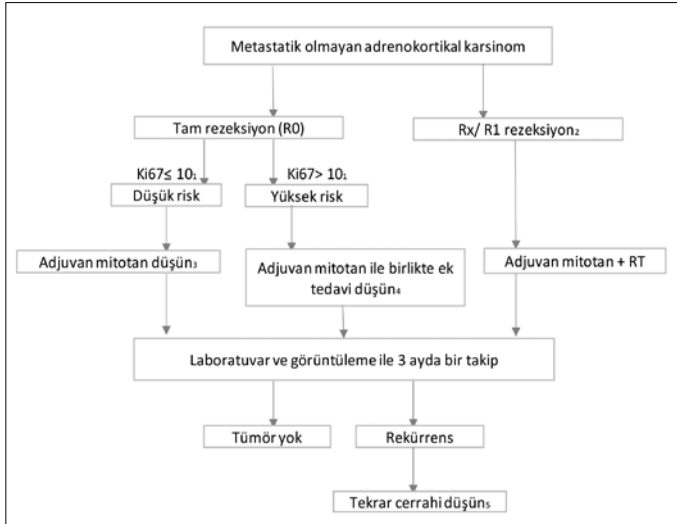 Metastatik olmayan adrenokortikal karsinom
Tam rezeksiyon (R0)
Rx/ R1 rezeksiyon₂
Ki67≤ 10₁
Ki67> 10₁
Düşük risk
Yüksek risk
Adjuvan mitotan düşün₃
Adjuvan mitotan ile birlikte ek
tedavi düşün₄
Adjuvan mitotan + RT
Laboratuvar ve görüntüleme ile 3 ayda bir takip
Tümör yok
Rekürrens
Tekrar cerrahi düşün₅